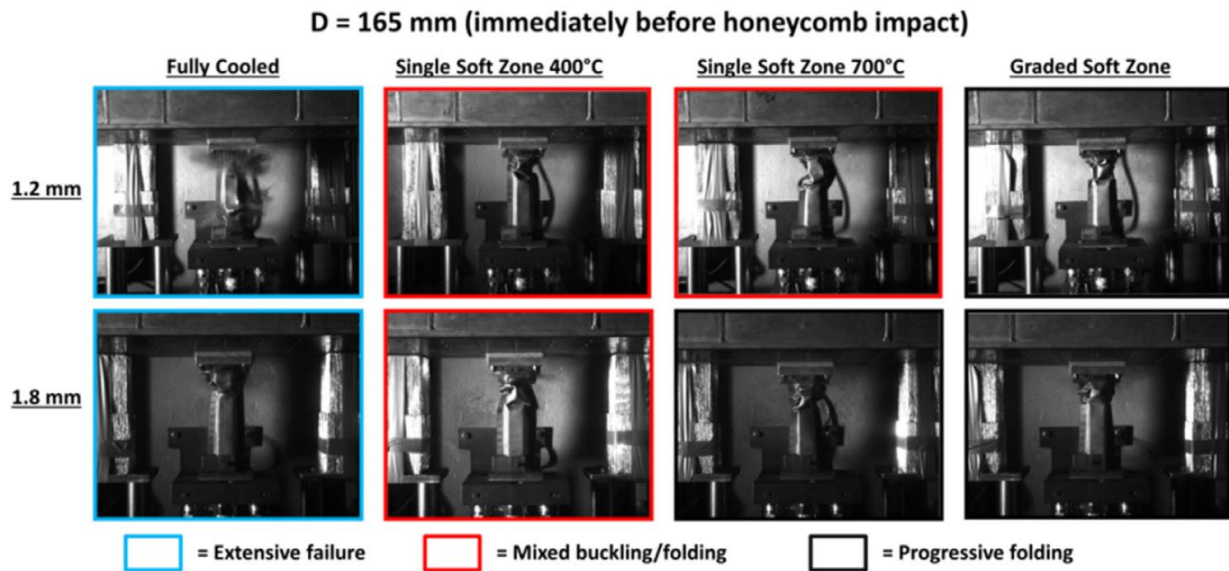 D = 165 mm (immediately before honeycomb impact)
Fully Cooled
Single Soft Zone 400°C
Single Soft Zone 700°C
Graded Soft Zone
1.2 mm
1.8 mm
= Extensive failure
= Mixed buckling/folding
= Progressive folding